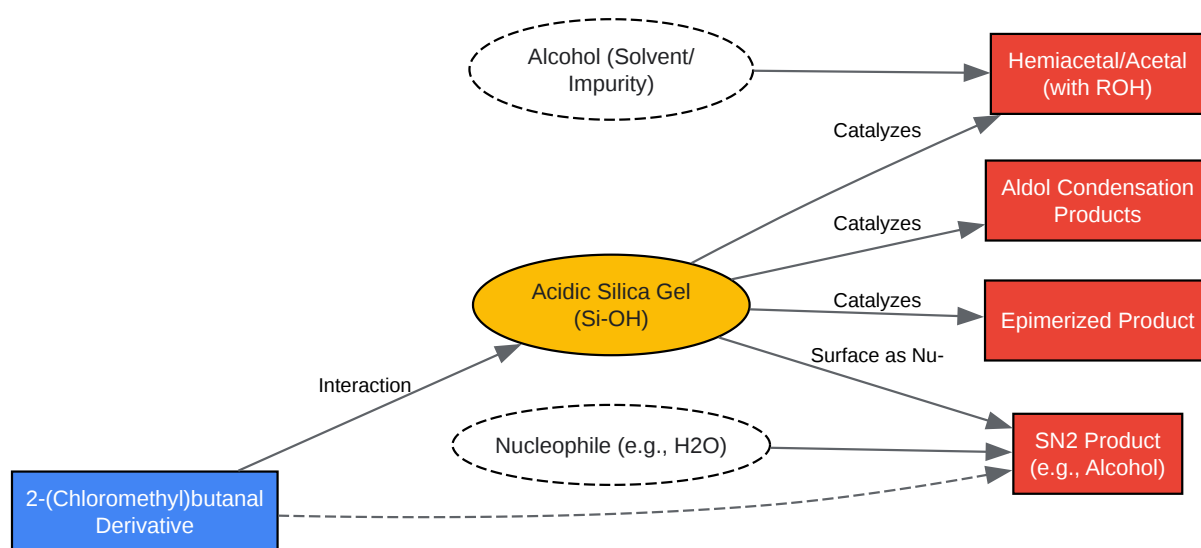 Alcohol (Solvent/
Impurity)
Hemiacetal/Acetal
(with ROH)
Catalyzes
Aldol Condensation
Products
Catalyzes
Acidic Silica Gel
(Si-OH)
Catalyzes
Epimerized Product
Surface as Nu-
Interaction
Nucleophile (e.g., H2O)
SN2 Product
(e.g., Alcohol)
2-(Chloromethyl)butanal
Derivative